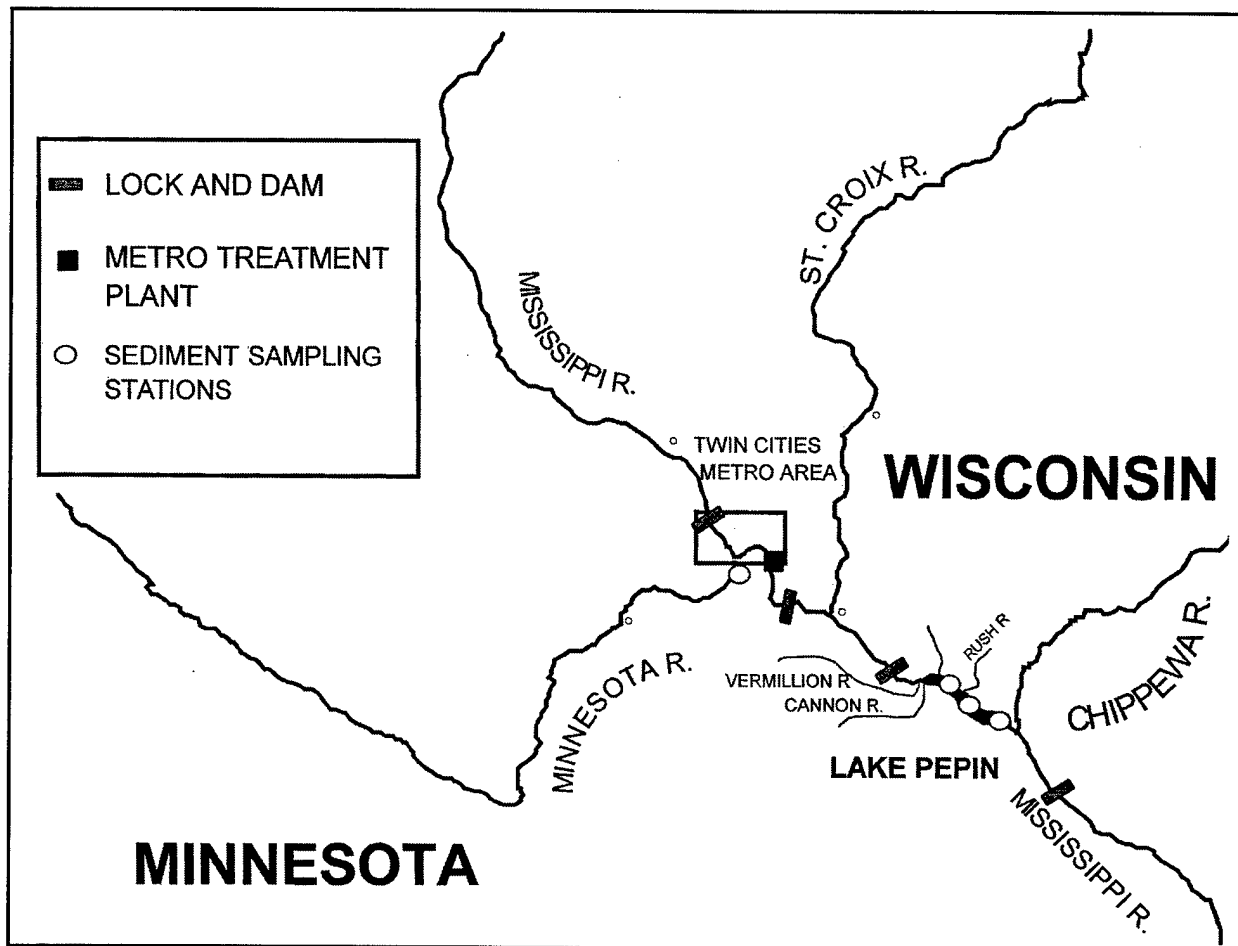 LOCK AND DAM
METRO TREATMENT
PLANT
SEDIMENT SAMPLING
STATIONS
MISSISSIPPI R.
ST. CROIX R.
TWIN CITIES
METRO AREA
WISCONSIN
MINNESOTA R.
VERMILLION R
CANNON R.
RUSH R
CHIPPEWA R.
LAKE PEPIN
MISSISSIPPI R.
MINNESOTA